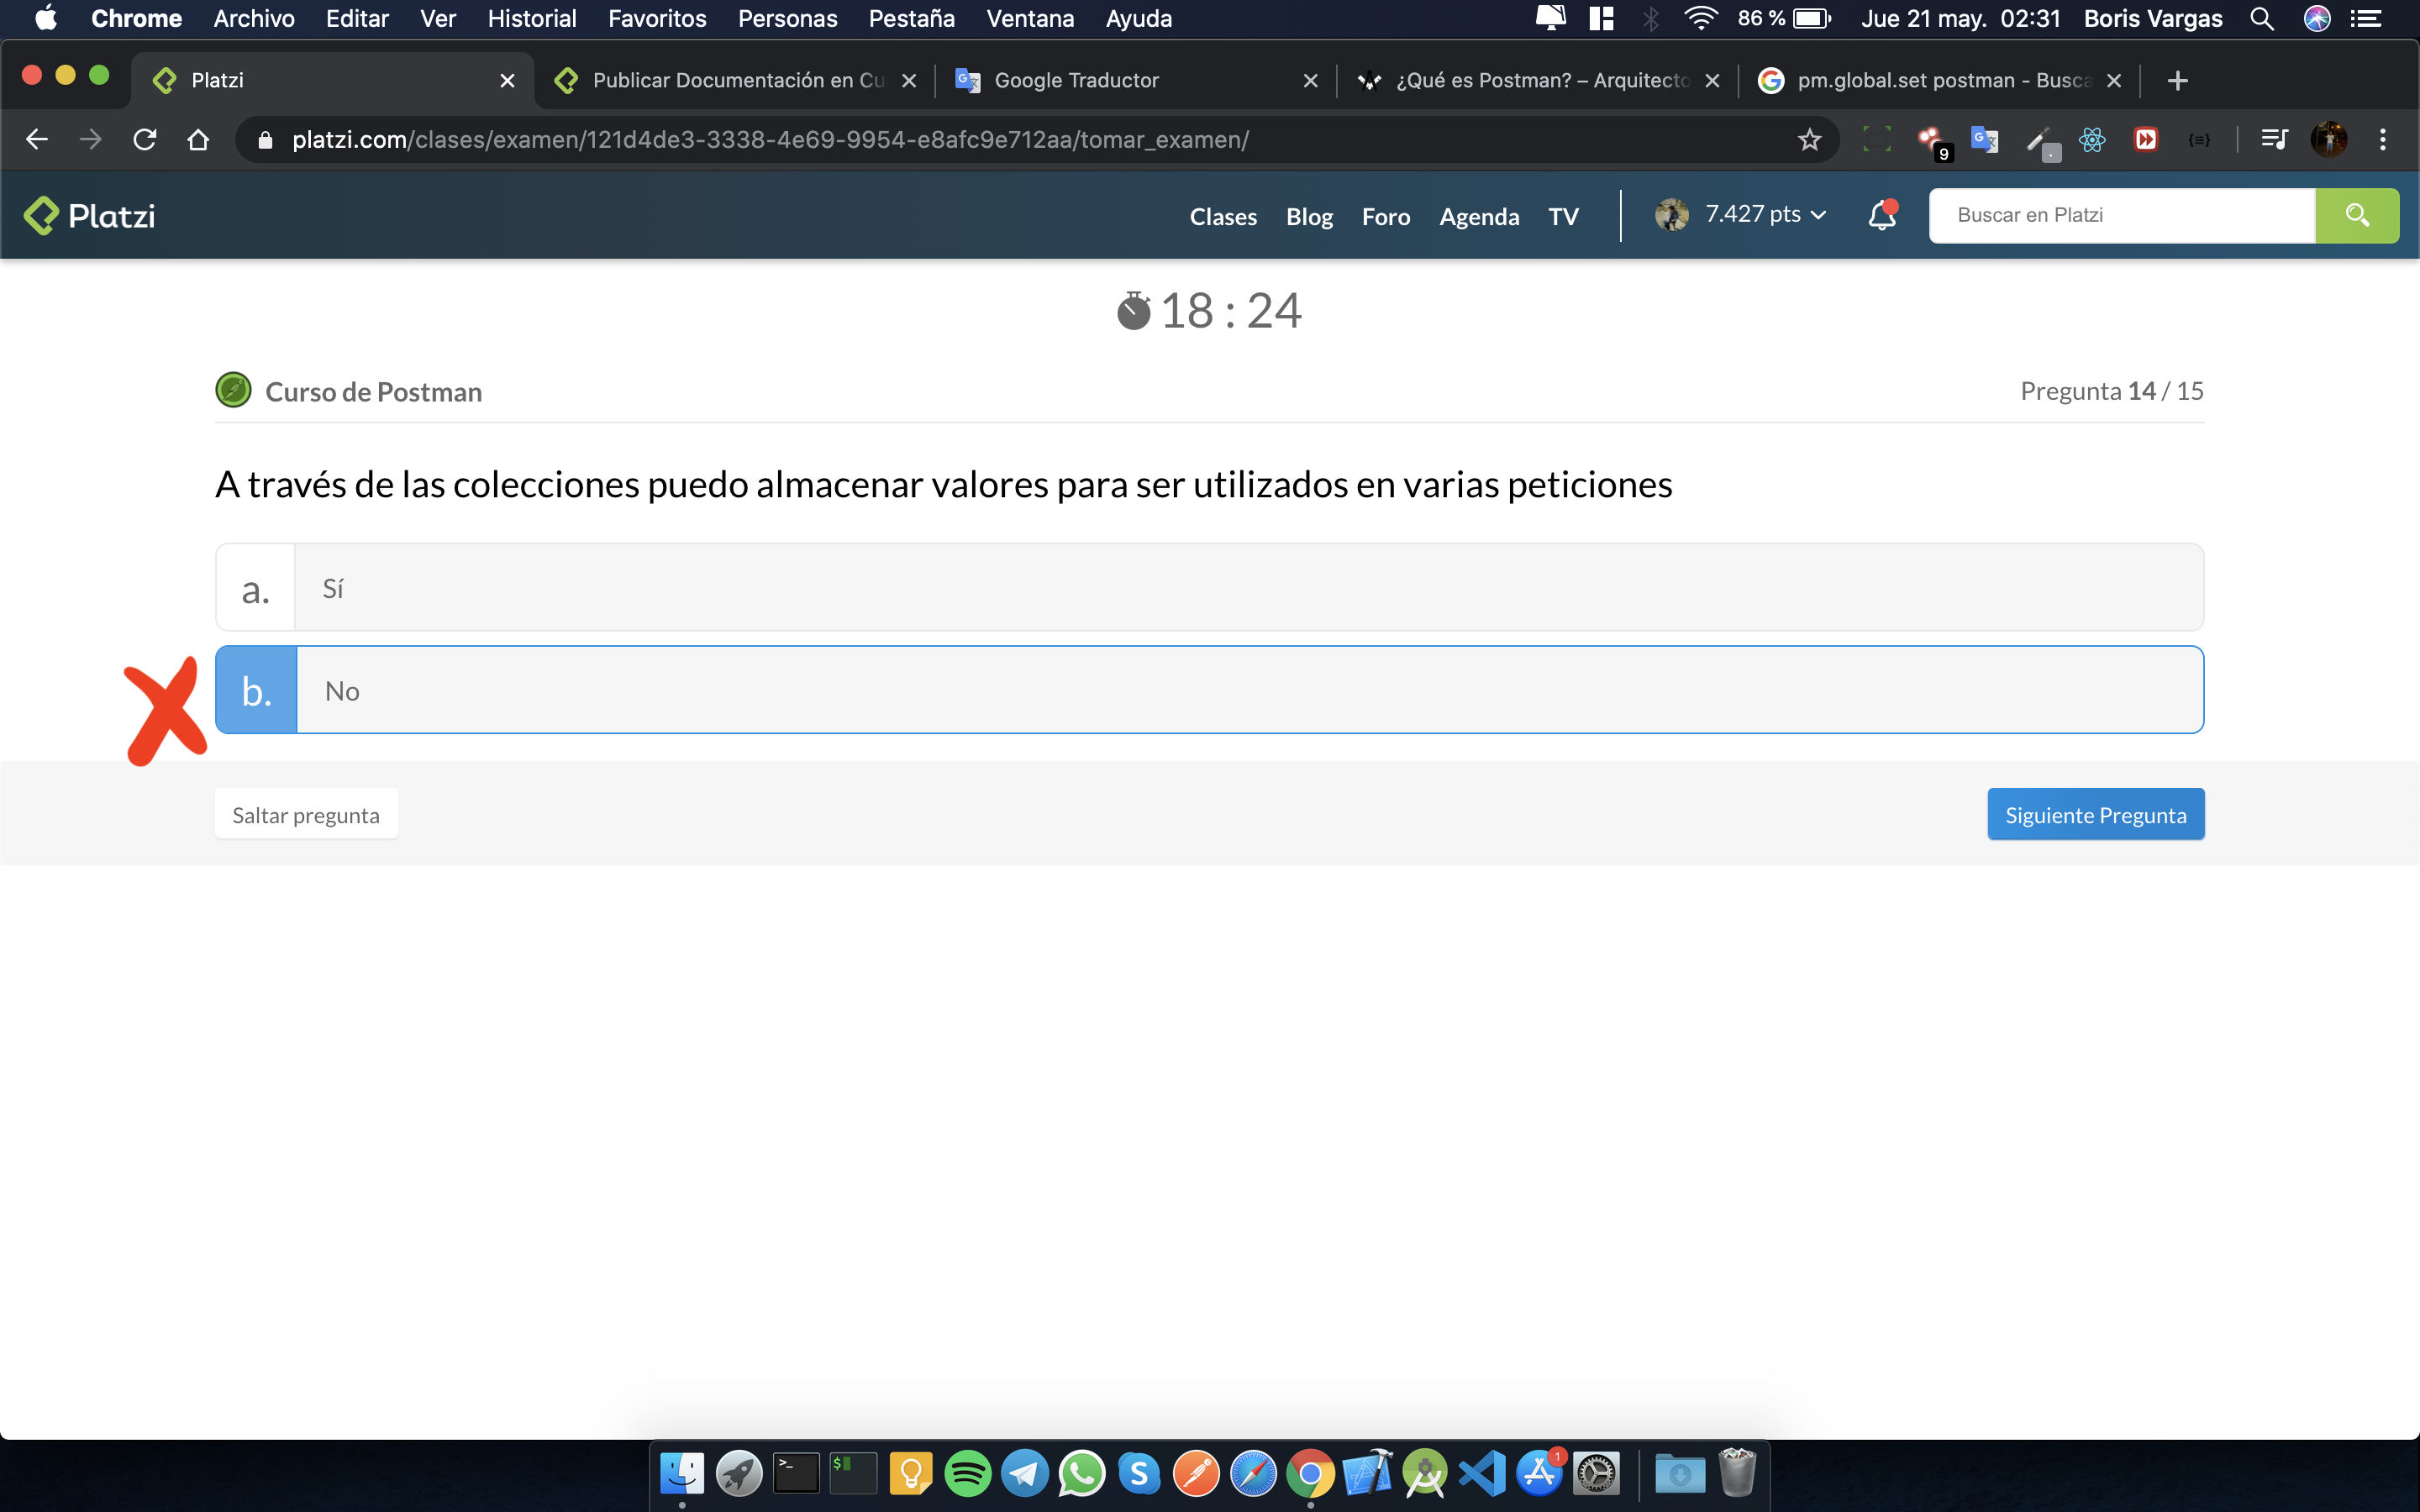 Chrome Archivo Editar Ver Historial Favoritos Personas Pestaña Ventana Ayuda 86 % Jue 21 may. 02:31 Boris Vargas
Platzi Publicar Documentación en Cu Google Traductor ¿Qué es Postman? – Arquitecto pm.global.set postman - Busca
platzi.com/clases/examen/121d4de3-3338-4e69-9954-e8afc9e712aa/tomar_examen/ 9
Platzi Clases Blog Foro Agenda TV 7.427 pts Buscar en Platzi
18 : 24
Curso de Postman Pregunta 14 / 15
A través de las colecciones puedo almacenar valores para ser utilizados en varias peticiones
a. Sí
b. No
Saltar pregunta Siguiente Pregunta
1